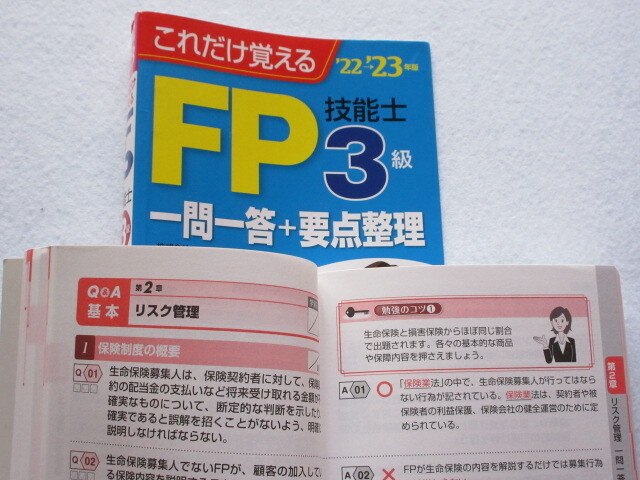 これだけ覚える
'22→'23年版
FP
技能士
3級
一問一答+要点整理
Q&A
基本
第2章
リスク管理
1 保険制度の概要
Q 01
生命保険募集人は、保険契約者に対して、保険
約の配当金の支払いなど将来受け取れる金額が
確実なものについて、断定的な判断を示した
確実であると誤解を招くことがないよう、明確
説明しなければならない。
Q 02
生命保険募集人でないFPが、顧客の加入して
勉強のコツ①
生命保険と損害保険からほぼ同じ割合
で出題されます。各々の基本的な商品
や保障内容を押さえましょう。
A 01
「保険業法」の中で、生命保険募集人が行ってはなら
ない行為が記されている。保険業法は、契約者や被
保険者の利益保護、保険会社の健全運営のために定
められている。
A 02
FPが生命保険の内容を解説するだけでは募集行為
第2章
リスク管理
一問一答